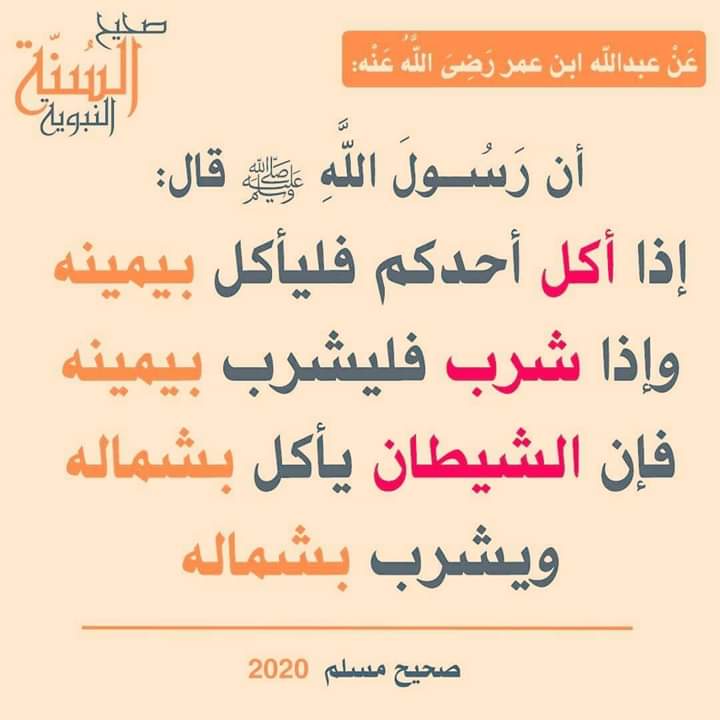 صحيح
السُنّة
النبوية
عَنْ عبدالله ابن عمر رَضِيَ اللَّهُ عَنْه:
أن رَسُـولَ اللَّهِ ﷺ قال:
إذا أكل أحدكم فليأكل بيمينه
وإذا شرب فليشرب بيمينه
فإن الشيطان يأكل بشماله
ويشرب بشماله
صحيح مسلم 2020